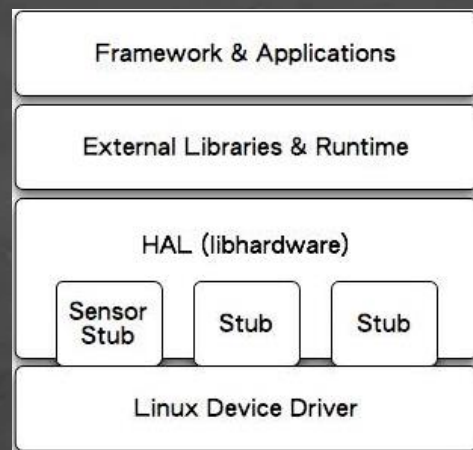 Framework & Applications
External Libraries & Runtime
HAL (libhardware)
Sensor
Stub
Stub
Stub
Linux Device Driver